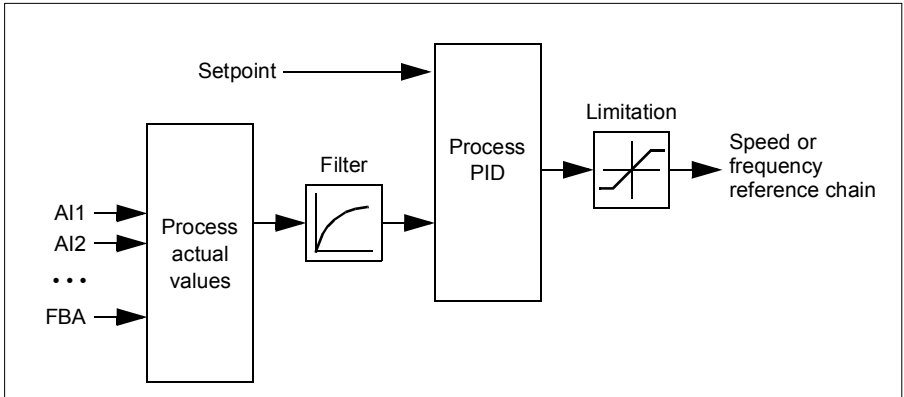 Setpoint
Process
PID
Limitation
Speed or
frequency
reference chain
Filter
AI1
AI2
• • •
FBA
Process
actual
values